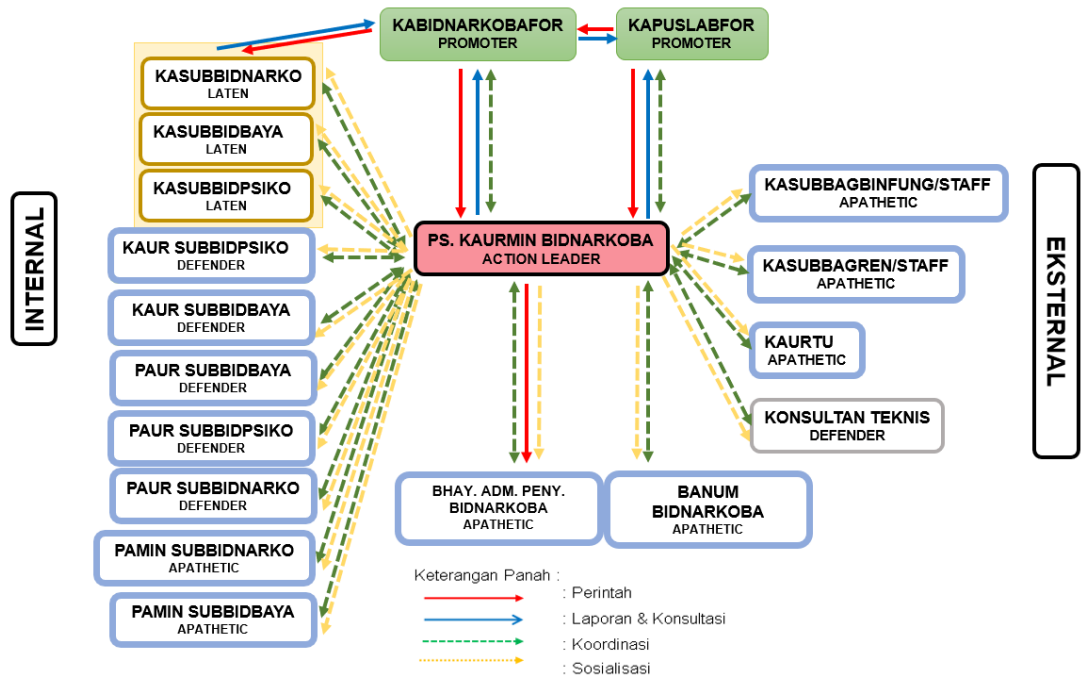 KABIDNARKOBAFOR
PROMOTER
KAPUSLABFOR
PROMOTER
KASUBBIDNARKO
LATEN
KASUBBIDBAYA
LATEN
KASUBBIDPSIKO
LATEN
INTERNAL
KAUR SUBBIDPSIKO
DEFENDER
KAUR SUBBIDBAYA
DEFENDER
PAUR SUBBIDBAYA
DEFENDER
PAUR SUBBIDPSIKO
DEFENDER
PAUR SUBBIDNARKO
DEFENDER
PAMIN SUBBIDNARKO
APATHETIC
PAMIN SUBBIDBAYA
APATHETIC
PS. KAURMIN BIDNARKOBA
ACTION LEADER
KASUBBAGBINFUNG/STAFF
APATHETIC
KASUBBAGREN/STAFF
APATHETIC
KAURTU
APATHETIC
KONSULTAN TEKNIS
DEFENDER
EKSTERNAL
BHAY. ADM. PENY.
BIDNARKOBA
APATHETIC
BANUM
BIDNARKOBA
APATHETIC
Keterangan Panah :
: Perintah
: Laporan & Konsultasi
: Koordinasi
: Sosialisasi